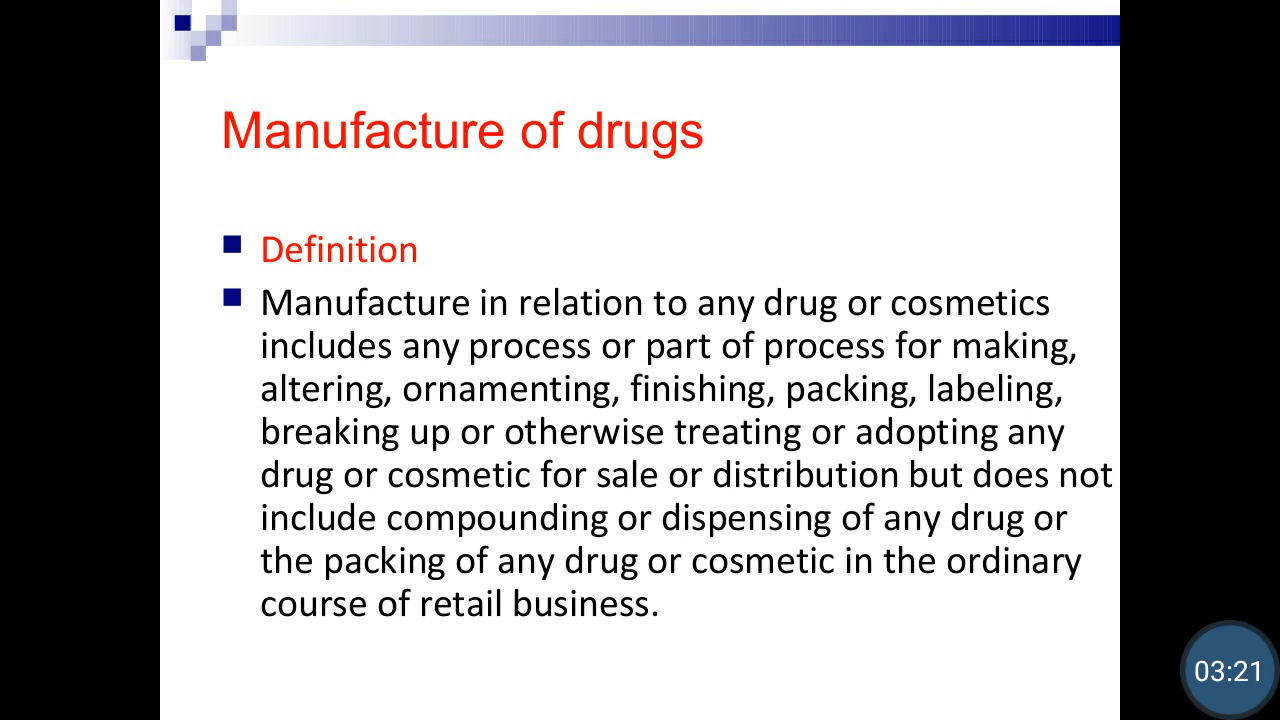 Manufacture of drugs
Definition
Manufacture in relation to any drug or cosmetics
includes any process or part of process for making,
altering, ornamenting, finishing, packing, labeling,
breaking up or otherwise treating or adopting any
drug or cosmetic for sale or distribution but does not
include compounding or dispensing of any drug or
the packing of any drug or cosmetic in the ordinary
course of retail business.
03:21